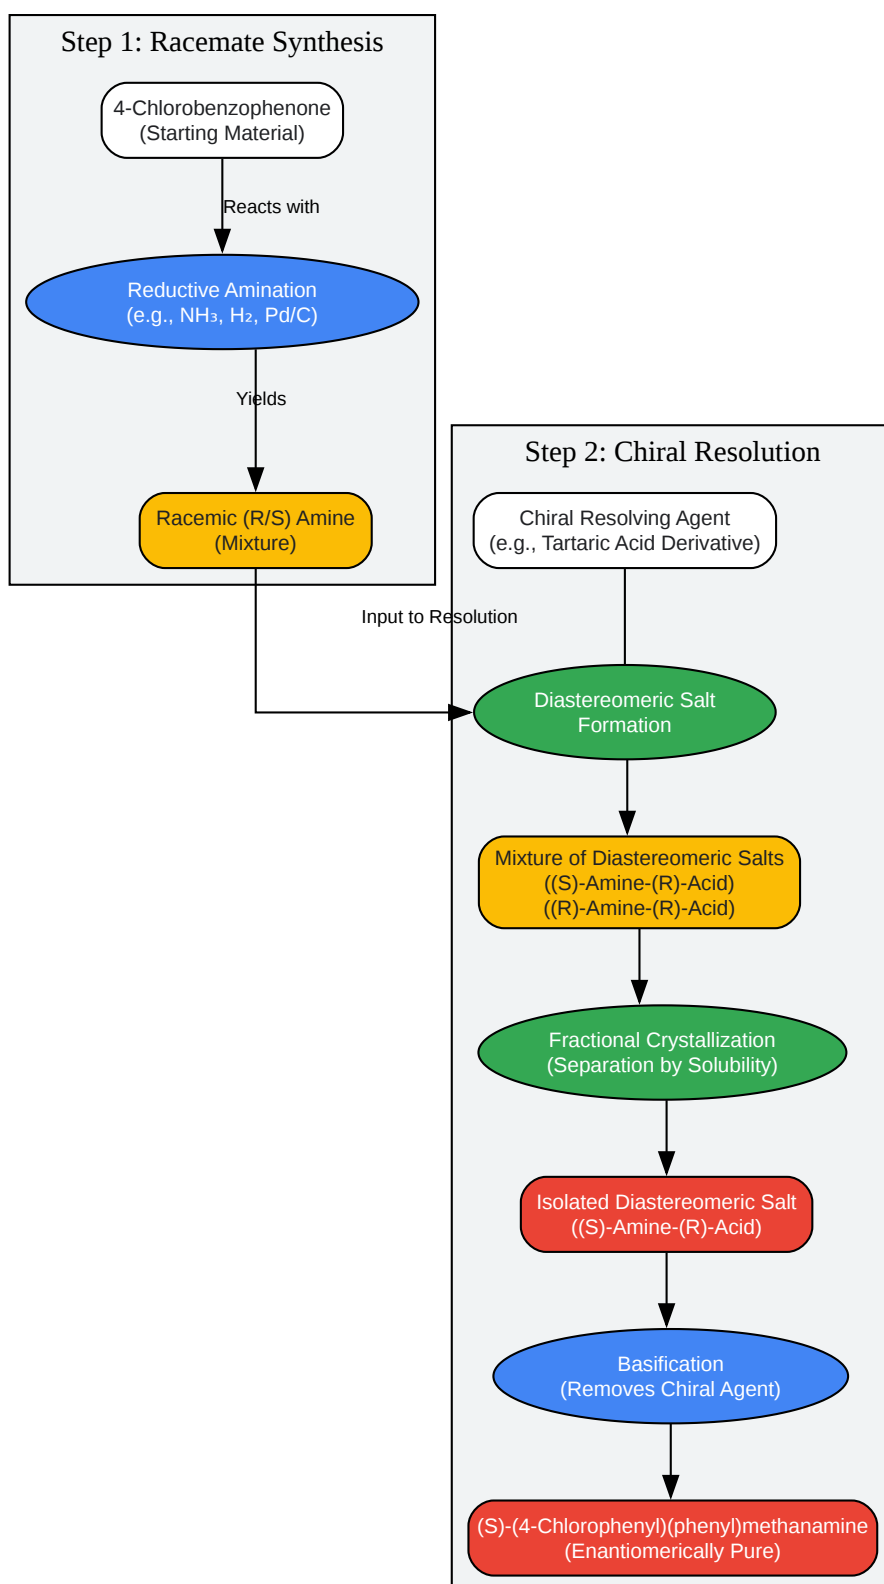 Step 1: Racemate Synthesis
4-Chlorobenzophenone
(Starting Material)
Reacts with
Reductive Amination
(e.g., NH₃, H₂, Pd/C)
Yields
Racemic (R/S) Amine
(Mixture)
Input to Resolution
Step 2: Chiral Resolution
Chiral Resolving Agent
(e.g., Tartaric Acid Derivative)
Diastereomeric Salt
Formation
Mixture of Diastereomeric Salts
((S)-Amine-(R)-Acid)
((R)-Amine-(R)-Acid)
Fractional Crystallization
(Separation by Solubility)
Isolated Diastereomeric Salt
((S)-Amine-(R)-Acid)
Basification
(Removes Chiral Agent)
(S)-(4-Chlorophenyl)(phenyl)methanamine
(Enantiomerically Pure)